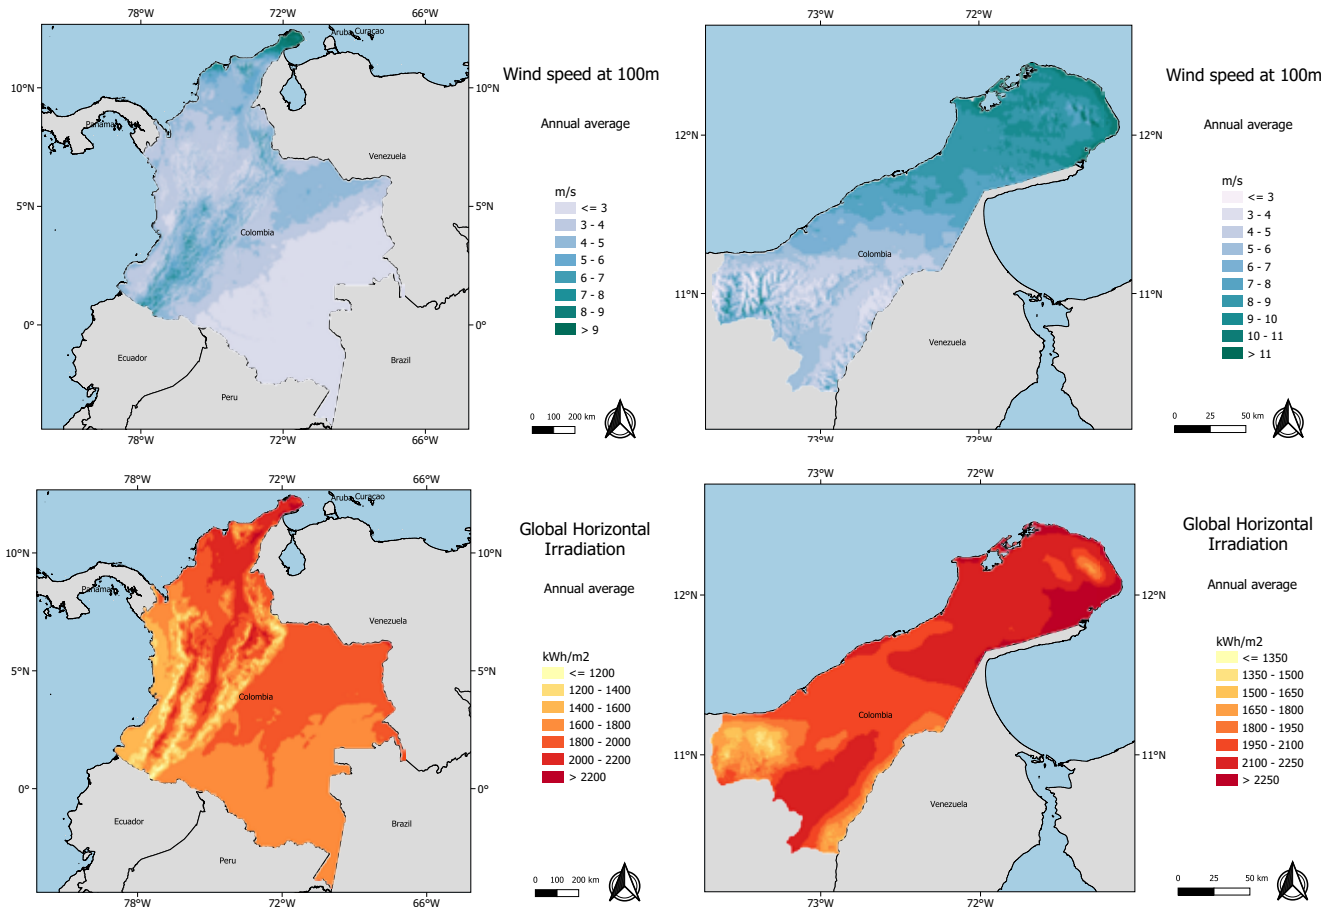 78°W
72°W
66°W
Aruba
Curaçao
10°N
10°N
Panama
Venezuela
5°N
5°N
Colombia
0°
0°
Ecuador
Brazil
Peru
78°W
72°W
66°W
Wind speed at 100m
Annual average
m/s
<= 3
3 - 4
4 - 5
5 - 6
6 - 7
7 - 8
8 - 9
> 9
0 100 200 km
73°W
72°W
12°N
12°N
Colombia
11°N
11°N
Venezuela
73°W
72°W
Wind speed at 100m
Annual average
m/s
<= 3
3 - 4
4 - 5
5 - 6
6 - 7
7 - 8
8 - 9
9 - 10
10 - 11
> 11
0 25 50 km
78°W
72°W
66°W
Aruba
Curaçao
10°N
10°N
Panama
Venezuela
5°N
5°N
Colombia
0°
0°
Ecuador
Brazil
Peru
78°W
72°W
66°W
Global Horizontal
Irradiation
Annual average
kWh/m2
<= 1200
1200 - 1400
1400 - 1600
1600 - 1800
1800 - 2000
2000 - 2200
> 2200
0 100 200 km
73°W
72°W
12°N
12°N
Colombia
11°N
11°N
Venezuela
73°W
72°W
Global Horizontal
Irradiation
Annual average
kWh/m2
<= 1350
1350 - 1500
1500 - 1650
1650 - 1800
1800 - 1950
1950 - 2100
2100 - 2250
> 2250
0 25 50 km